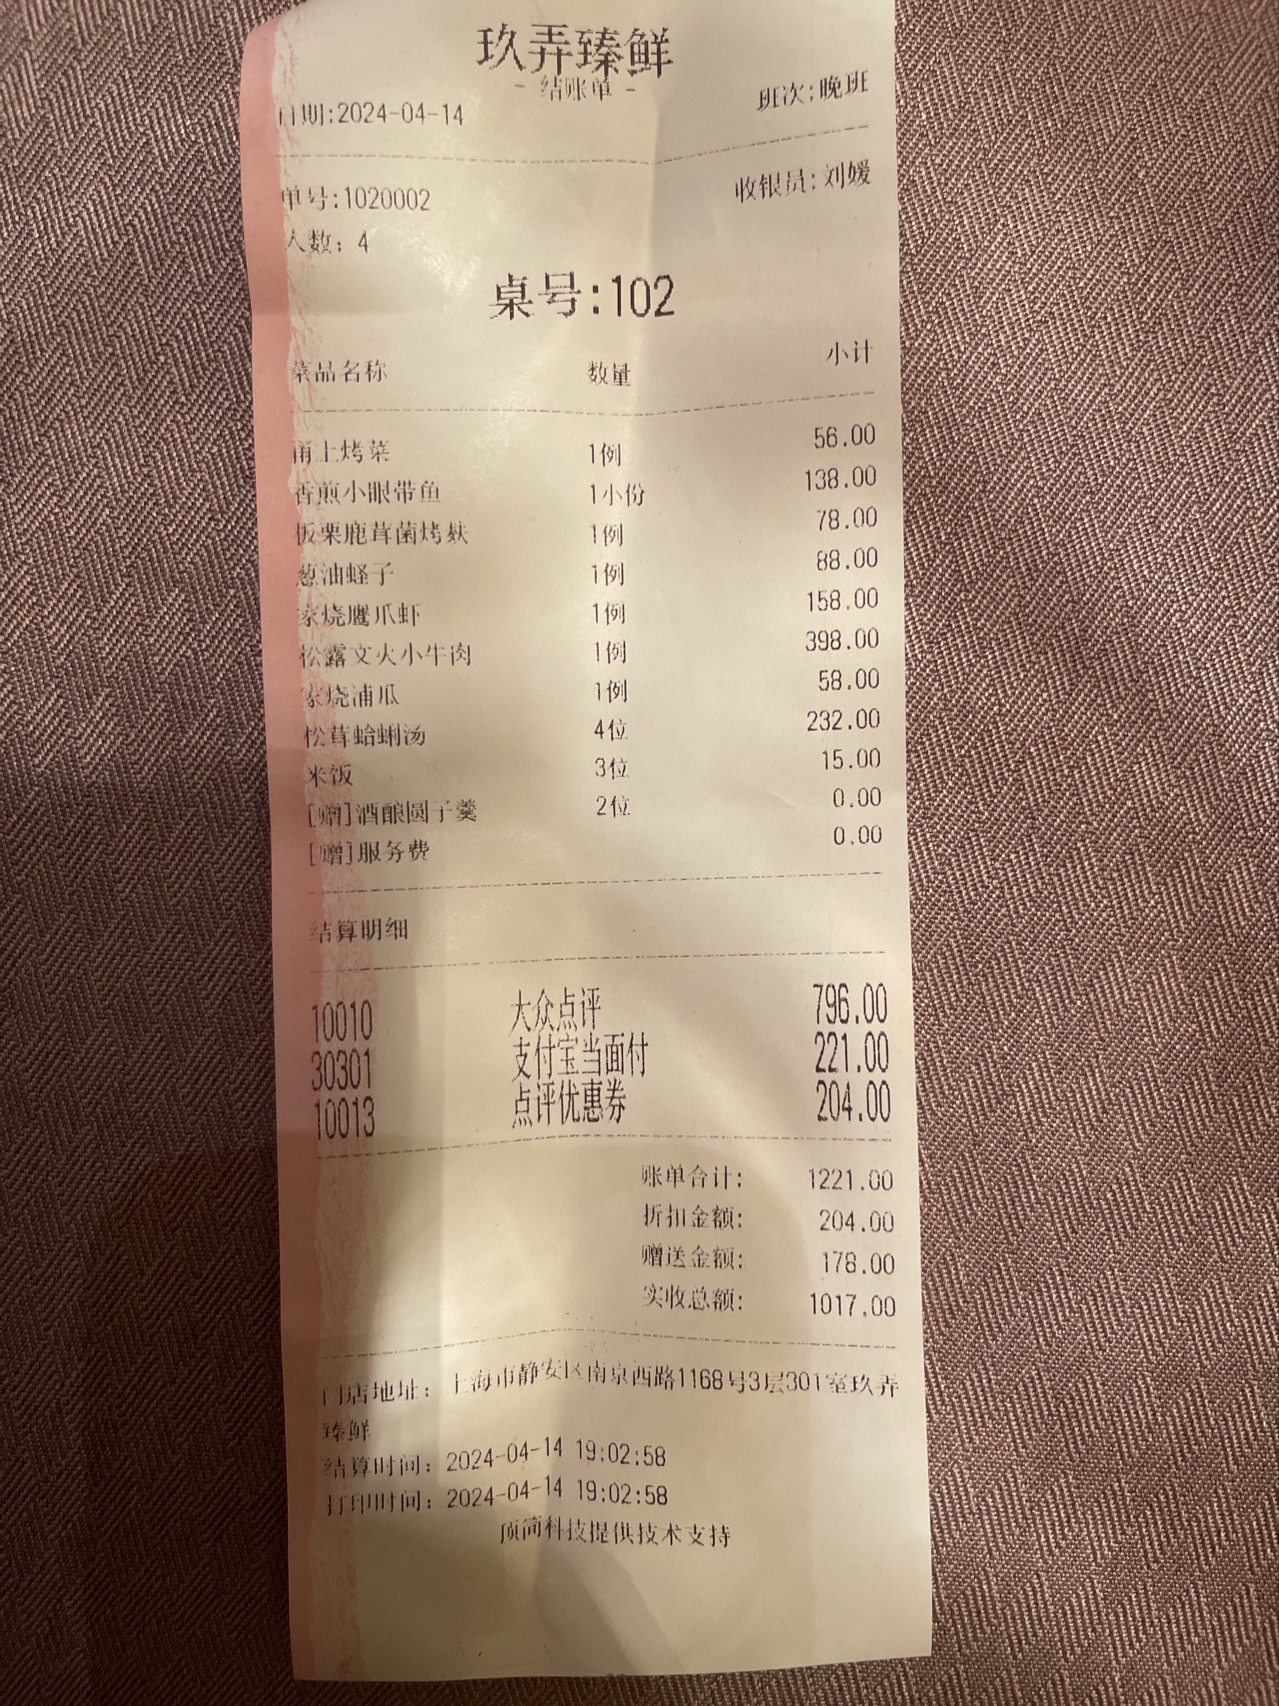 玖弄臻鲜
- 结账单 -
日期:2024-04-14 班次:晚班
单号:1020002 收银员:刘媛
人数: 4
桌号:102
菜品名称 数量 小计
甬上烤菜 1例 56.00
香煎小眼带鱼 1小份 138.00
板栗鹿茸菌烤麸 1例 78.00
葱油蛏子 1例 88.00
家烧鹰爪虾 1例 158.00
松露文火小牛肉 1例 398.00
家烧浦瓜 1例 58.00
松茸蛤蜊汤 4位 232.00
米饭 3位 15.00
[赠]酒酿圆子羹 2位 0.00
[赠]服务费 0.00
结算明细
10010 大众点评 796.00
30301 支付宝当面付 221.00
10013 点评优惠券 204.00
账单合计: 1221.00
折扣金额: 204.00
赠送金额: 178.00
实收总额: 1017.00
门店地址: 上海市静安区南京西路1168号3层301室玖弄
臻鲜
结算时间: 2024-04-14 19:02:58
打印时间: 2024-04-14 19:02:58
顶简科技提供技术支持